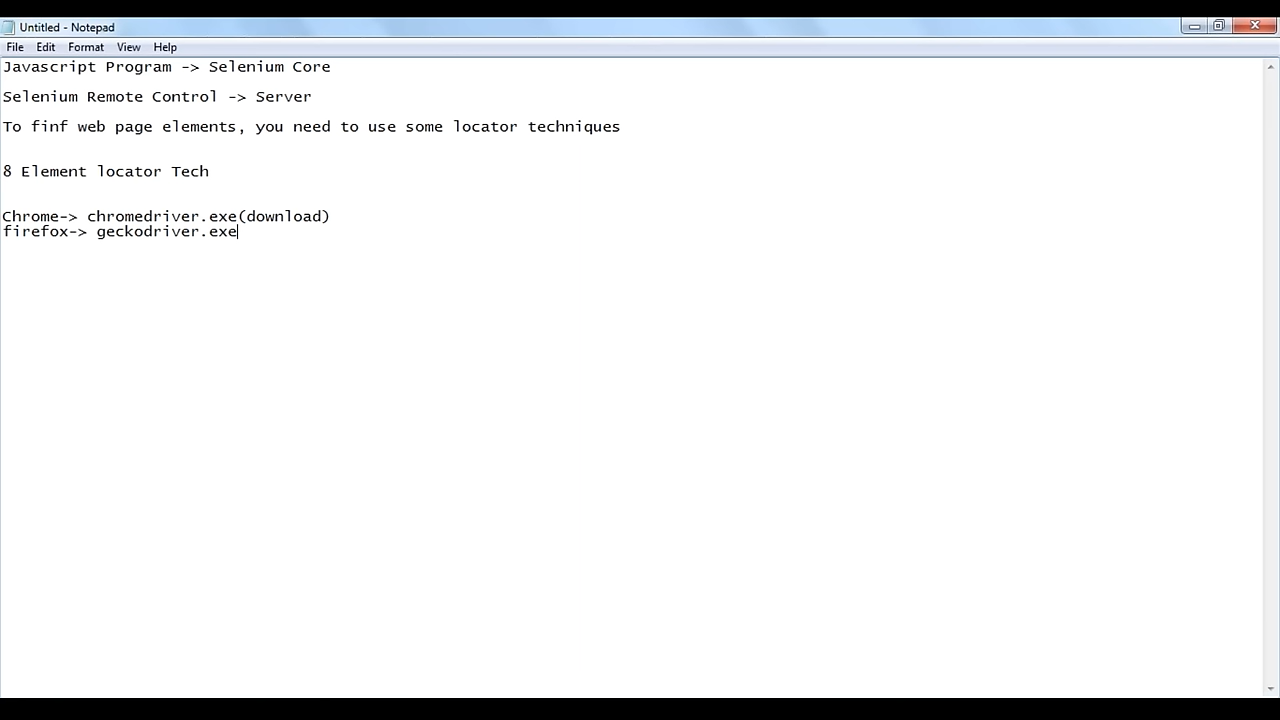 Untitled - Notepad
File Edit Format View Help
Javascript Program -> Selenium Core
Selenium Remote Control -> Server
To finf web page elements, you need to use some locator techniques
8 Element locator Tech
Chrome-> chromedriver.exe(download)
firefox-> geckodriver.exe